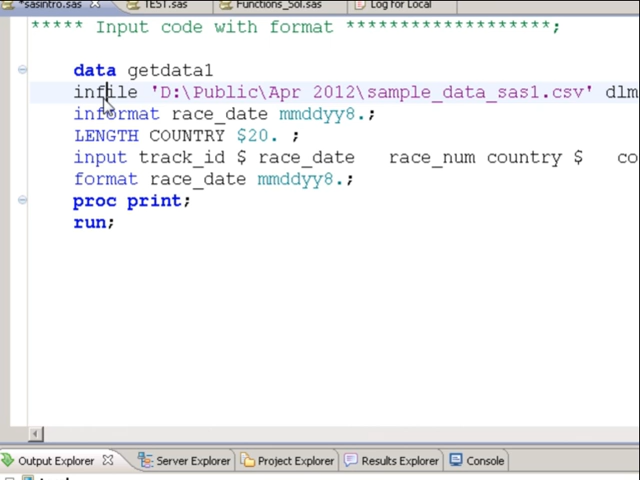 *sasintro.sas TEST.sas Functions_Sol.sas Log for Local
***** Input code with format *******************;
data getdata1
infile 'D:\Public\Apr 2012\sample_data_sas1.csv' dlm
informat race_date mmddyy8.;
LENGTH COUNTRY $20. ;
input track_id $ race_date race_num country $ co
format race_date mmddyy8.;
proc print;
run;
Output Explorer Server Explorer Project Explorer Results Explorer Console